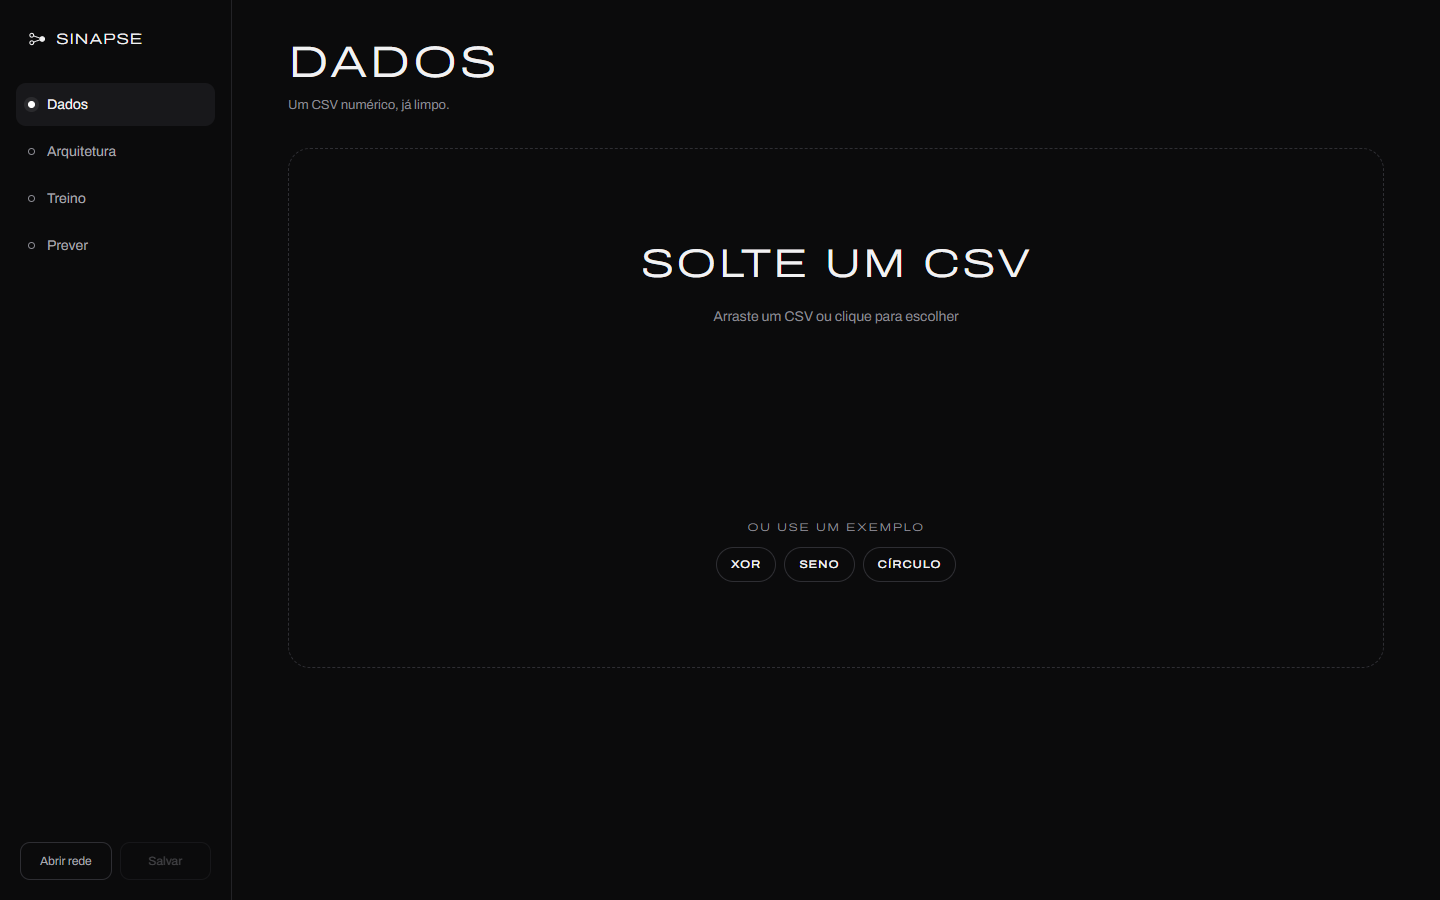 SINAPSE
Dados
Arquitetura
Treino
Prever
Abrir rede
Salvar
DADOS
Um CSV numérico, já limpo.
SOLTE UM CSV
Arraste um CSV ou clique para escolher
OU USE UM EXEMPLO
XOR
SENO
CÍRCULO